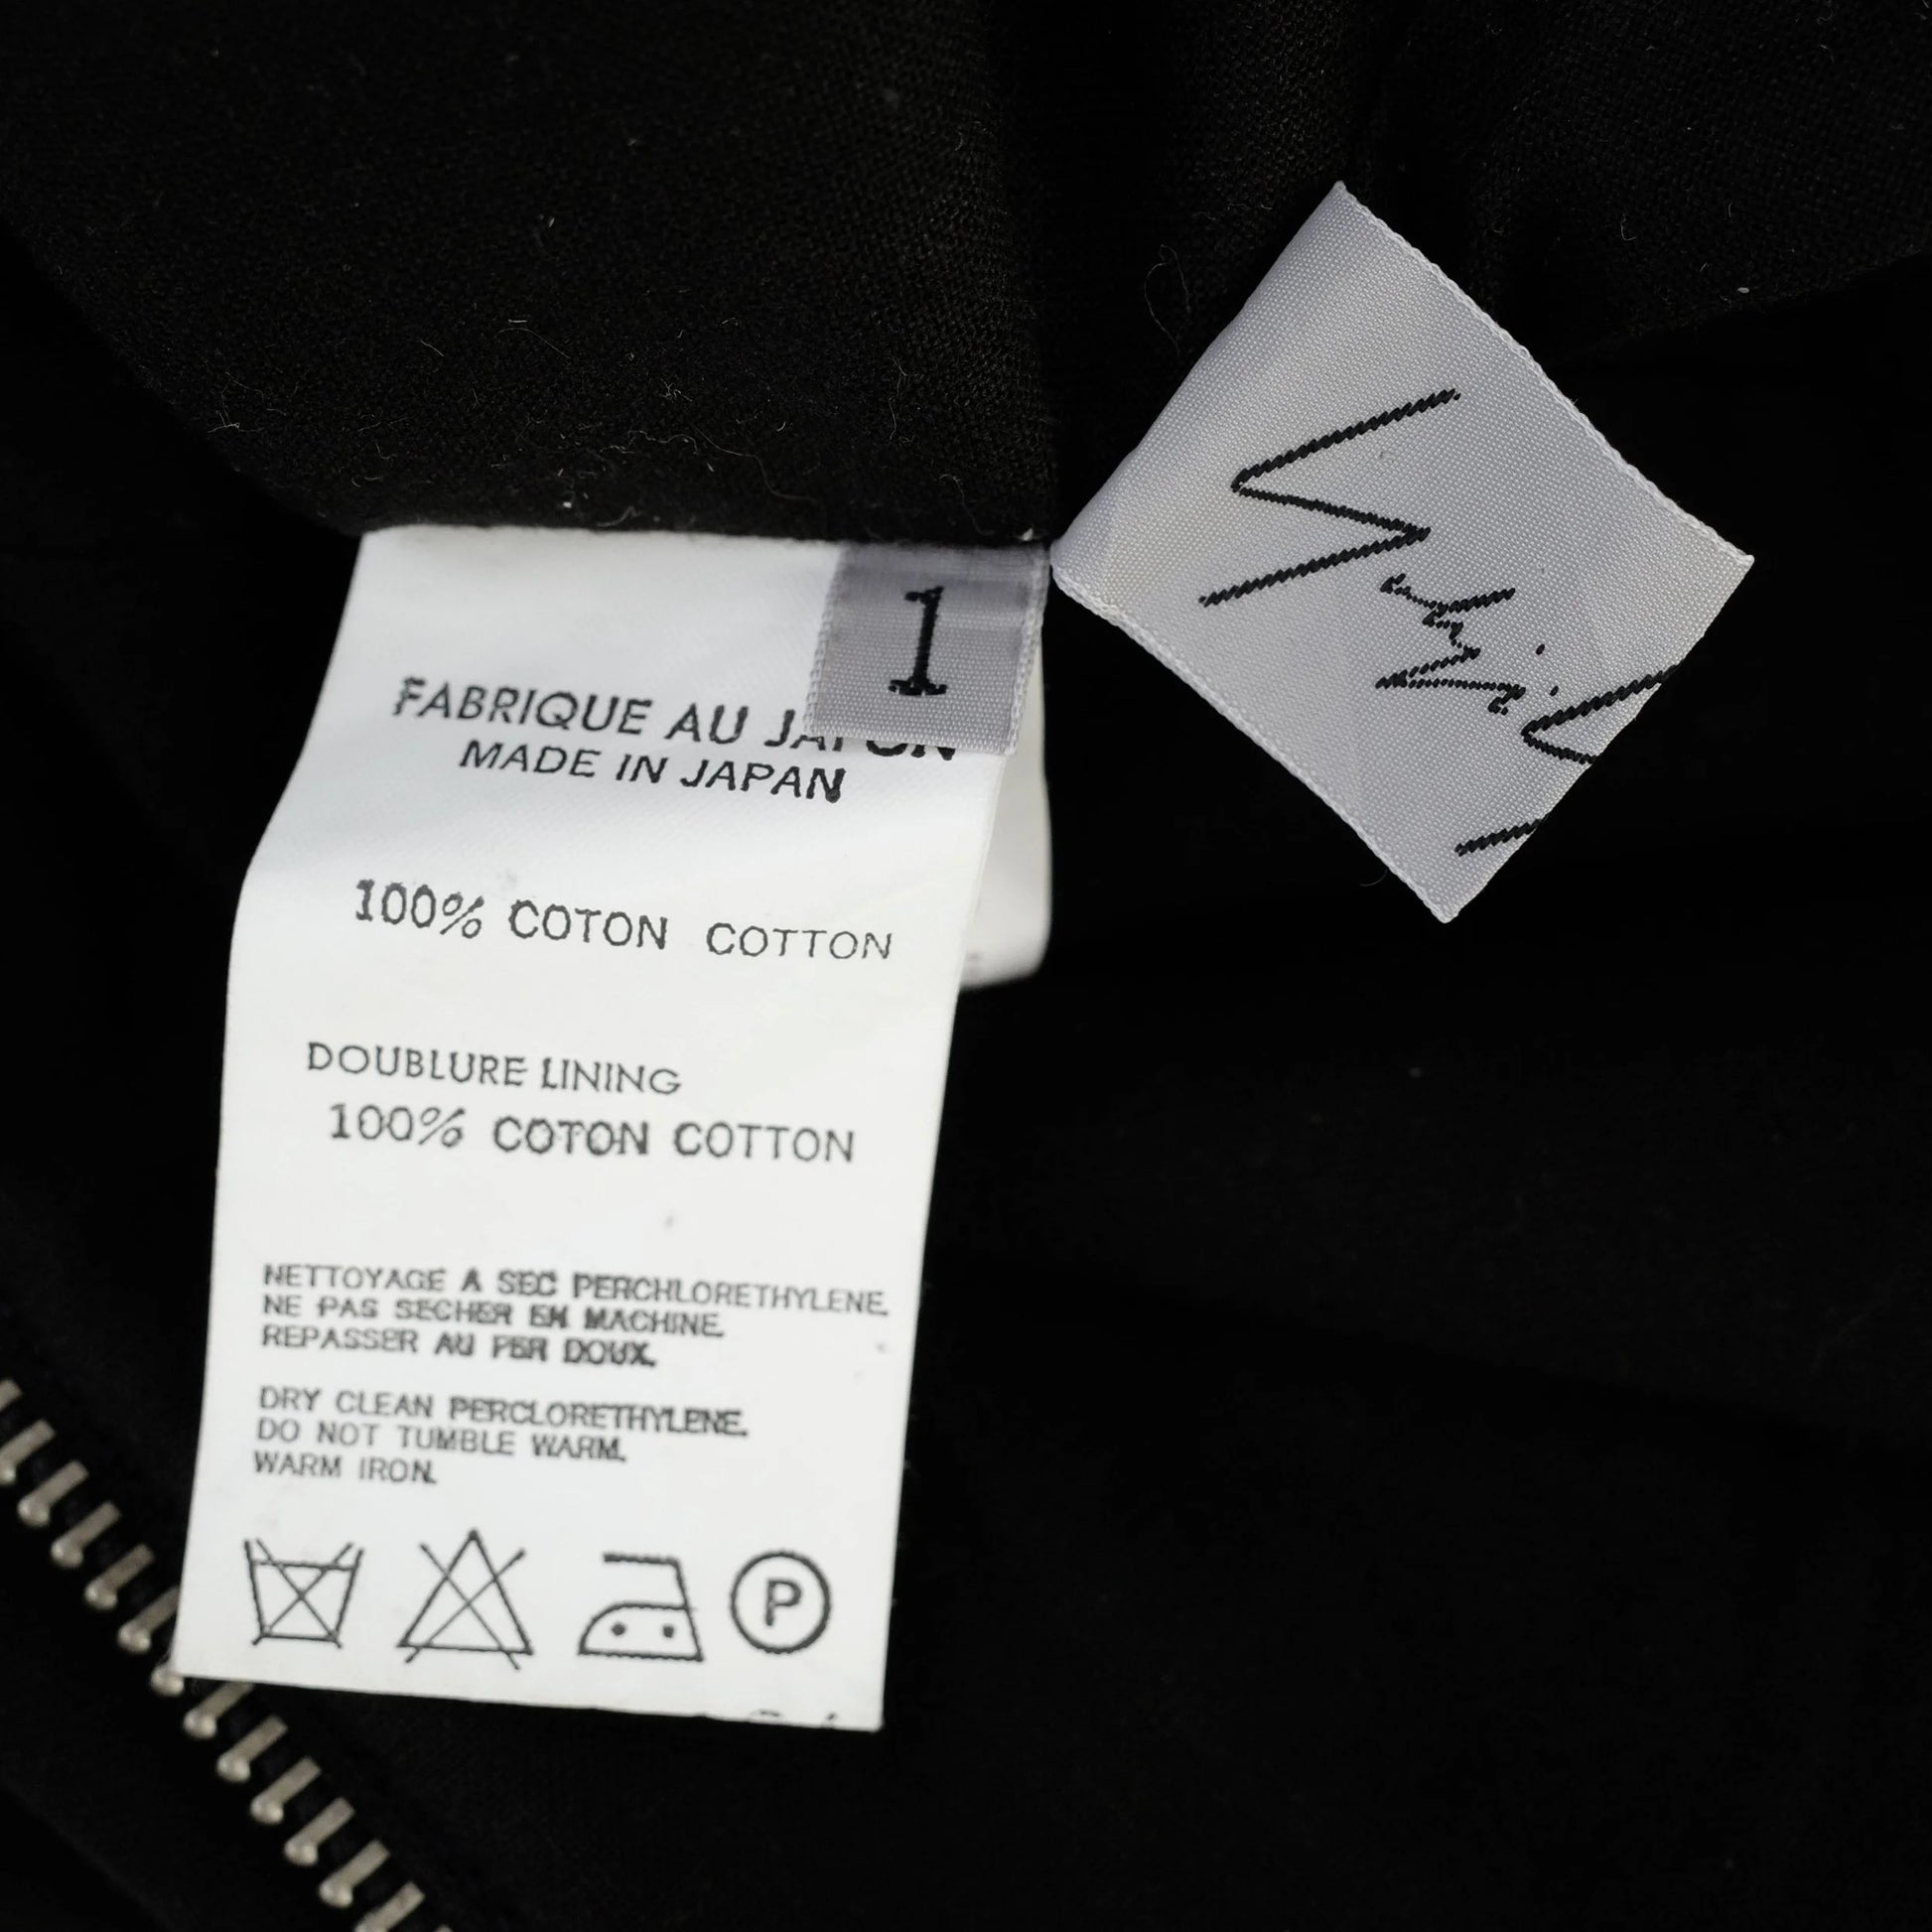 1
FABRIQUE AU JAPON
MADE IN JAPAN
100% COTON COTTON
DOUBLURE LINING
100% COTON COTTON
NETTOYAGE A SEC PERCHLORETHYLENE.
NE PAS SECHER EN MACHINE.
REPASSER AU FER DOUX.
DRY CLEAN PERCLORETHYLENE.
DO NOT TUMBLE WARM.
WARM IRON.
P